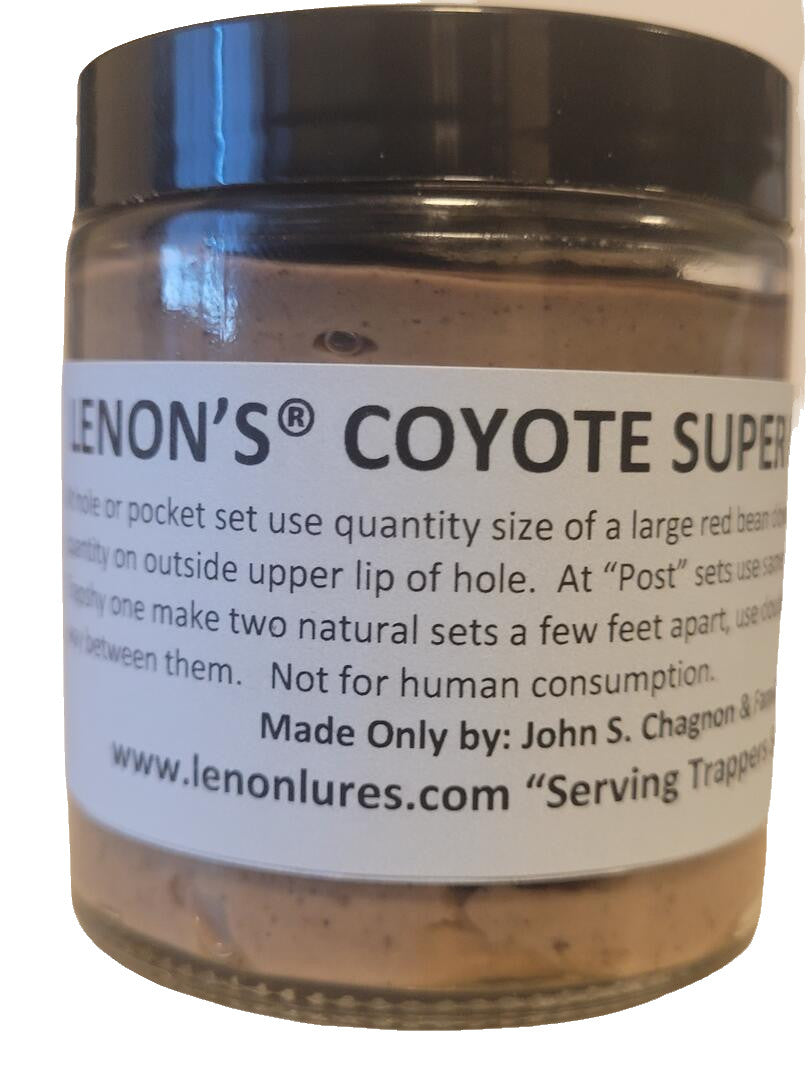 LENON'S® COYOTE SUPER
hole or pocket set use quantity size of a large red bean
on outside upper lip of hole. At "Post" sets use
one make two natural sets a few feet apart, use
between them. Not for human consumption.
Made Only by: John S. Chagnon &
www.lenonlures.com "Serving Trappers